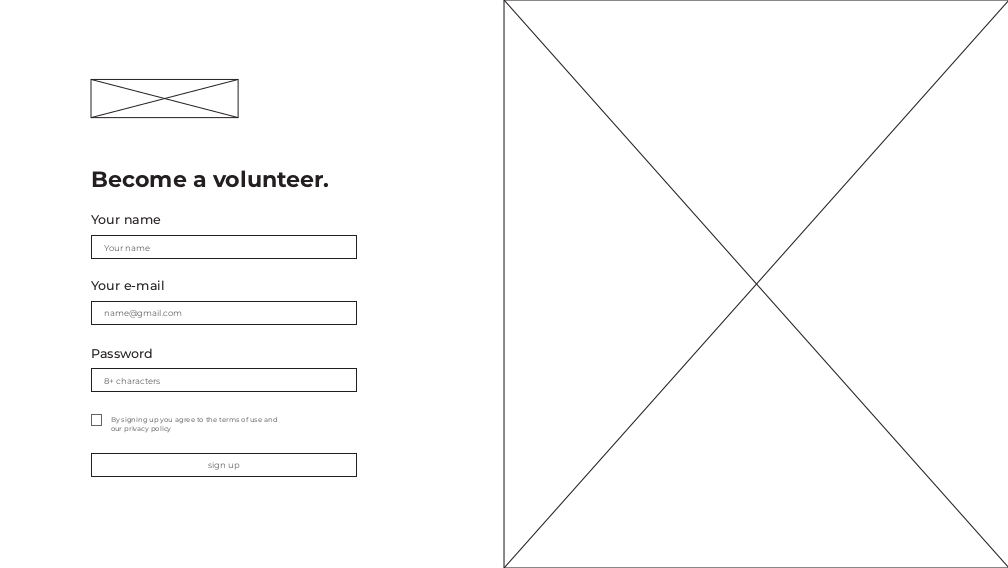 Become a volunteer.
Your name
Your name
Your e-mail
name@gmail.com
Password
8+ characters
By signing up you agree to the terms of use and
our privacy policy
sign up